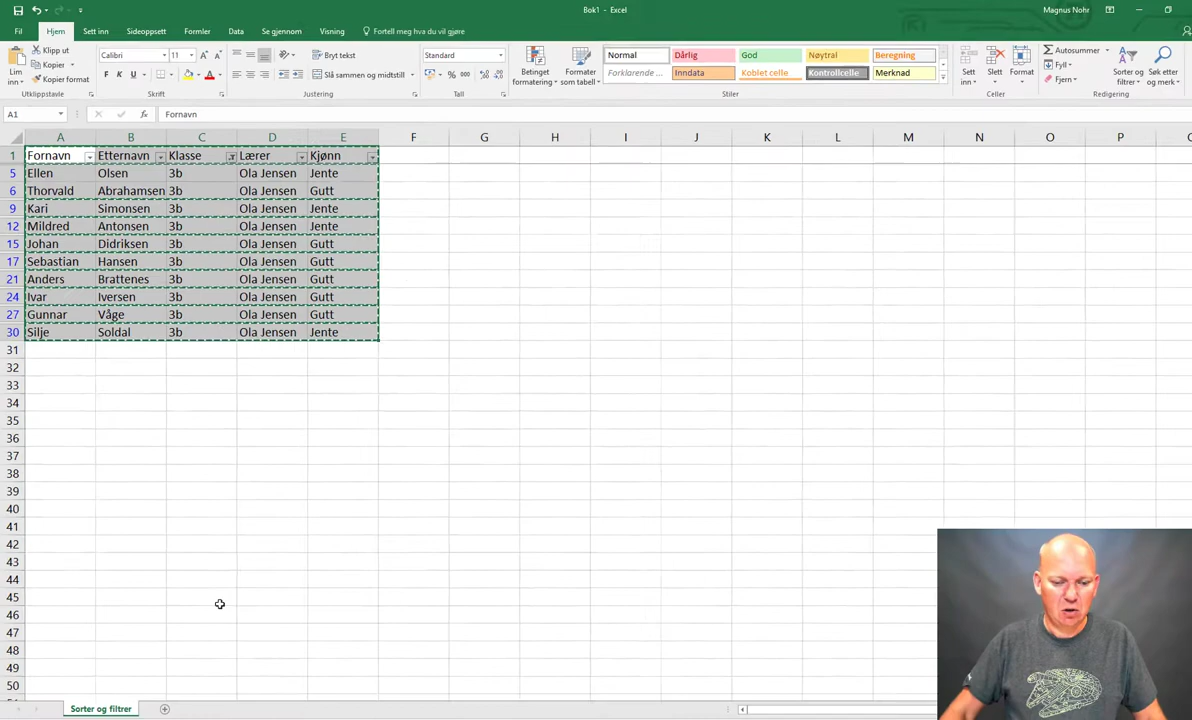 Bok1 - Excel
Magnus Nohr
Fil Hjem Sett inn Sideoppsett Formler Data Se gjennom Visning Fortell meg hva du vil gjøre
Lim inn
Klipp ut
Kopier
Kopier format
Utklippstavle
Calibri 11
F K U
Skrift
Bryt tekst
Slå sammen og midtstill
Justering
Standard
% 000
Tall
Betinget formatering
Formater som tabell
Normal Dårlig God Nøytral Beregning
Forklarende ... Inndata Koblet celle Kontrollcelle Merknad
Stiler
Sett inn
Slett
Format
Celler
Autosummer
Fyll
Fjern
Sorter og filtrer
Søk etter og merk
Redigering
A1 fx Fornavn
A B C D E F G H I J K L M N O P Q
1 Fornavn Etternavn Klasse Lærer Kjønn
5 Ellen Olsen 3b Ola Jensen Jente
6 Thorvald Abrahamsen 3b Ola Jensen Gutt
9 Kari Simonsen 3b Ola Jensen Jente
12 Mildred Antonsen 3b Ola Jensen Jente
15 Johan Didriksen 3b Ola Jensen Gutt
17 Sebastian Hansen 3b Ola Jensen Gutt
21 Anders Brattenes 3b Ola Jensen Gutt
24 Ivar Iversen 3b Ola Jensen Gutt
27 Gunnar Våge 3b Ola Jensen Gutt
30 Silje Soldal 3b Ola Jensen Jente
31
32
33
34
35
36
37
38
39
40
41
42
43
44
45
46
47
48
49
50
Sorter og filtrer